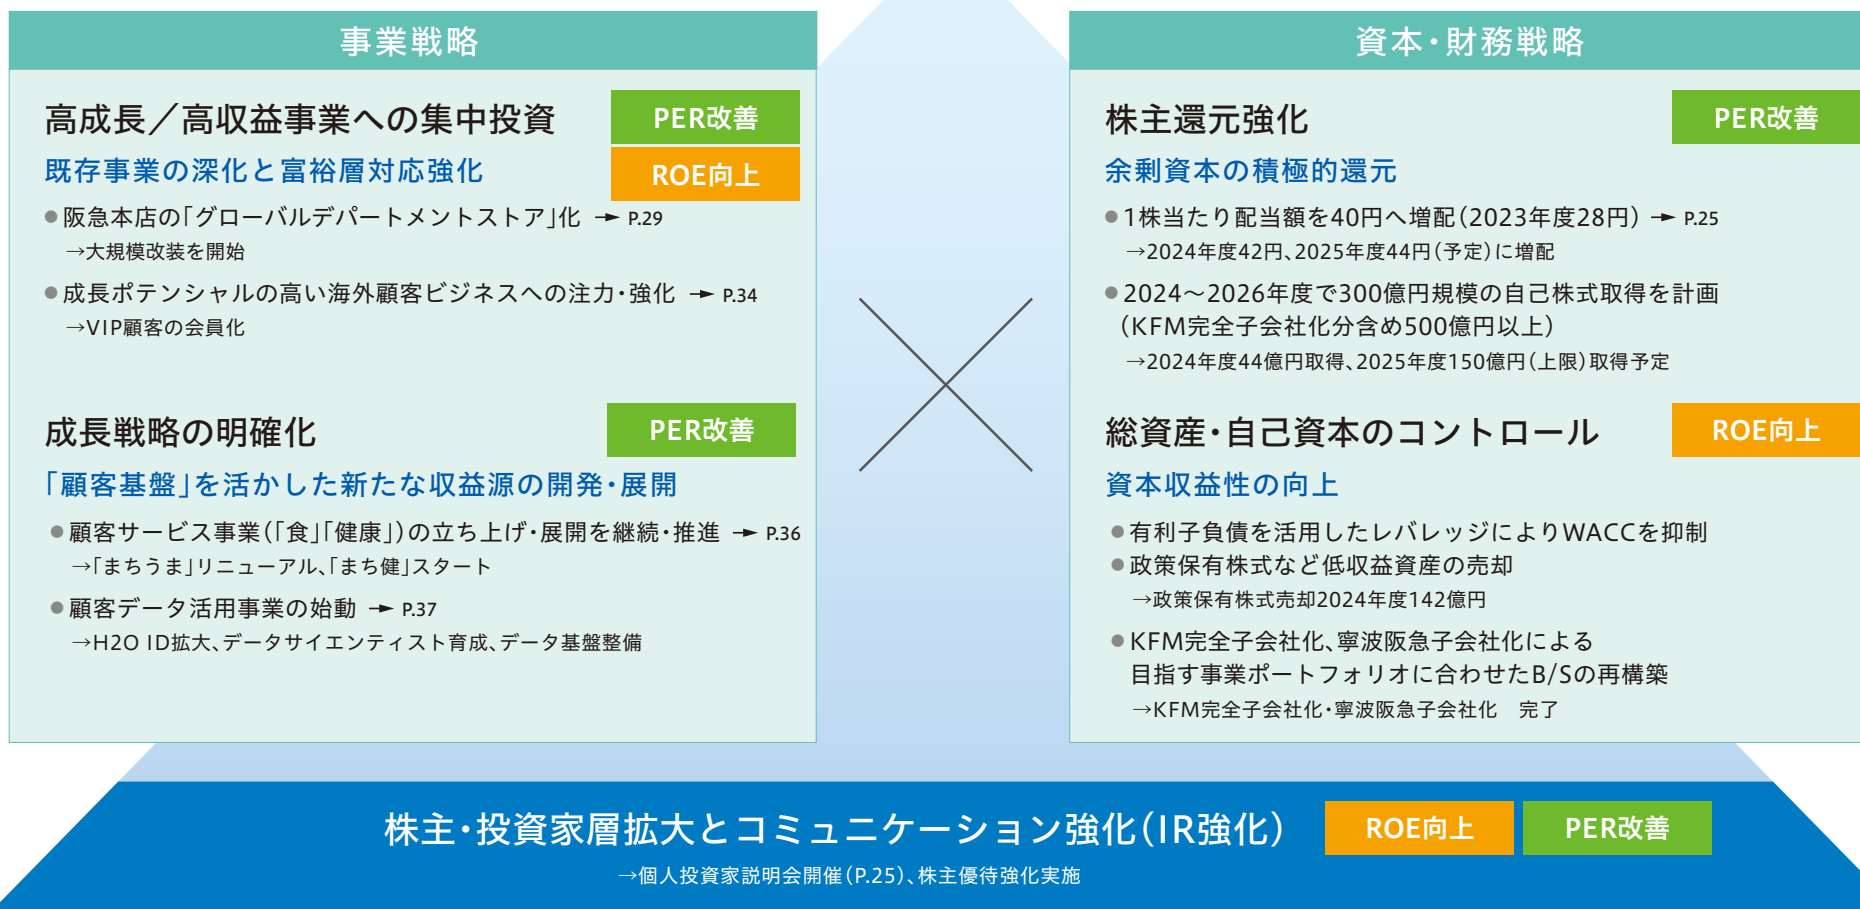 事業戦略
高成長／高収益事業への集中投資
PER改善
ROE向上
既存事業の深化と富裕層対応強化
●阪急本店の「グローバルデパートメントストア」化 → P.29
→大規模改装を開始
●成長ポテンシャルの高い海外顧客ビジネスへの注力・強化 → P.34
→VIP顧客の会員化
成長戦略の明確化
PER改善
「顧客基盤」を活かした新たな収益源の開発・展開
●顧客サービス事業（「食」「健康」）の立ち上げ・展開を継続・推進 → P.36
→「まちうま」リニューアル、「まち健」スタート
●顧客データ活用事業の始動 → P.37
→H2O ID拡大、データサイエンティスト育成、データ基盤整備
資本・財務戦略
株主還元強化
PER改善
余剰資本の積極的還元
●1株当たり配当額を40円へ増配（2023年度28円） → P.25
→2024年度42円、2025年度44円（予定）に増配
●2024～2026年度で300億円規模の自己株式取得を計画
（KFM完全子会社化分含め500億円以上）
→2024年度44億円取得、2025年度150億円（上限）取得予定
総資産・自己資本のコントロール
ROE向上
資本収益性の向上
●有利子負債を活用したレバレッジによりWACCを抑制
●政策保有株式など低収益資産の売却
→政策保有株式売却2024年度142億円
●KFM完全子会社化、寧波阪急子会社化による
目指す事業ポートフォリオに合わせたB/Sの再構築
→KFM完全子会社化・寧波阪急子会社化　完了
株主・投資家層拡大とコミュニケーション強化（IR強化）
ROE向上
PER改善
→個人投資家説明会開催（P.25）、株主優待強化実施